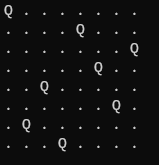 Q . . . . . . .
. . . . Q . . .
. . . . . . . Q
. . . . . Q . .
. . Q . . . . .
. . . . . . Q .
. Q . . . . . .
. . . Q . . . .